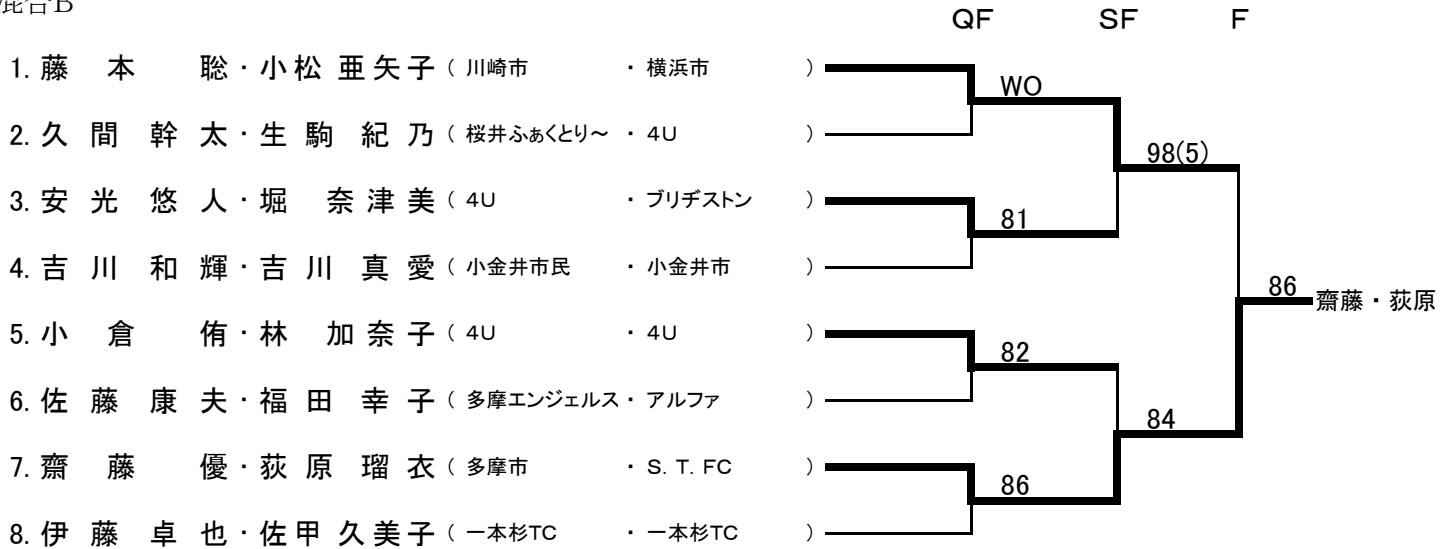 混合B
QF SF F
1. 藤本 聡・小松 亜矢子 ( 川崎市 ・ 横浜市 )
WO
2. 久間 幹太・生駒 紀乃 ( 桜井ふぁくとり～ ・ 4U )
98(5)
3. 安光 悠人・堀 奈津美 ( 4U ・ ブリヂストン )
81
4. 吉川 和輝・吉川 真愛 ( 小金井市民 ・ 小金井市 )
86 齋藤・荻原
5. 小倉 侑・林 加奈子 ( 4U ・ 4U )
82
6. 佐藤 康夫・福田 幸子 ( 多摩エンジェルス ・ アルファ )
84
7. 齋藤 優・荻原 瑠衣 ( 多摩市 ・ S. T. FC )
86
8. 伊藤 卓也・佐甲 久美子 ( 一本杉TC ・ 一本杉TC )